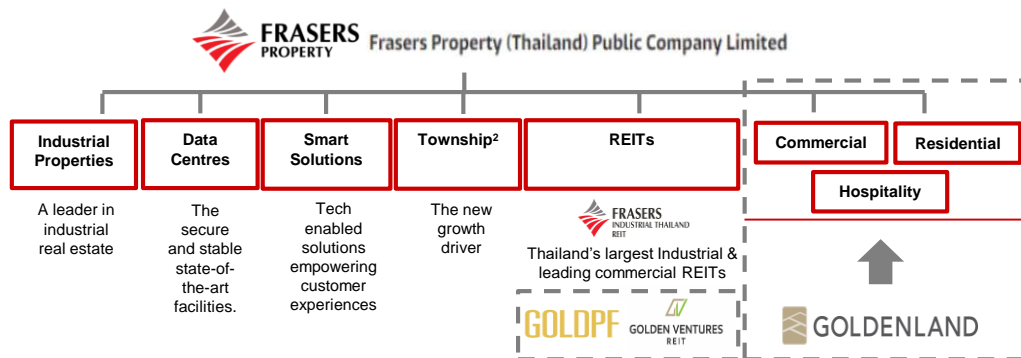 FRASERS
PROPERTY
Frasers Property (Thailand) Public Company Limited
Industrial
Properties
Data
Centres
Smart
Solutions
Township²
REITs
Commercial
Residential
Hospitality
A leader in
industrial
real estate
The
secure
and stable
state-of-
the-art
facilities.
Tech
enabled
solutions
empowering
customer
experiences
The new
growth
driver
FRASERS
INDUSTRIAL THAILAND
REIT
Thailand's largest Industrial &
leading commercial REITs
GOLDPF
GOLDEN VENTURES
REIT
GOLDENLAND